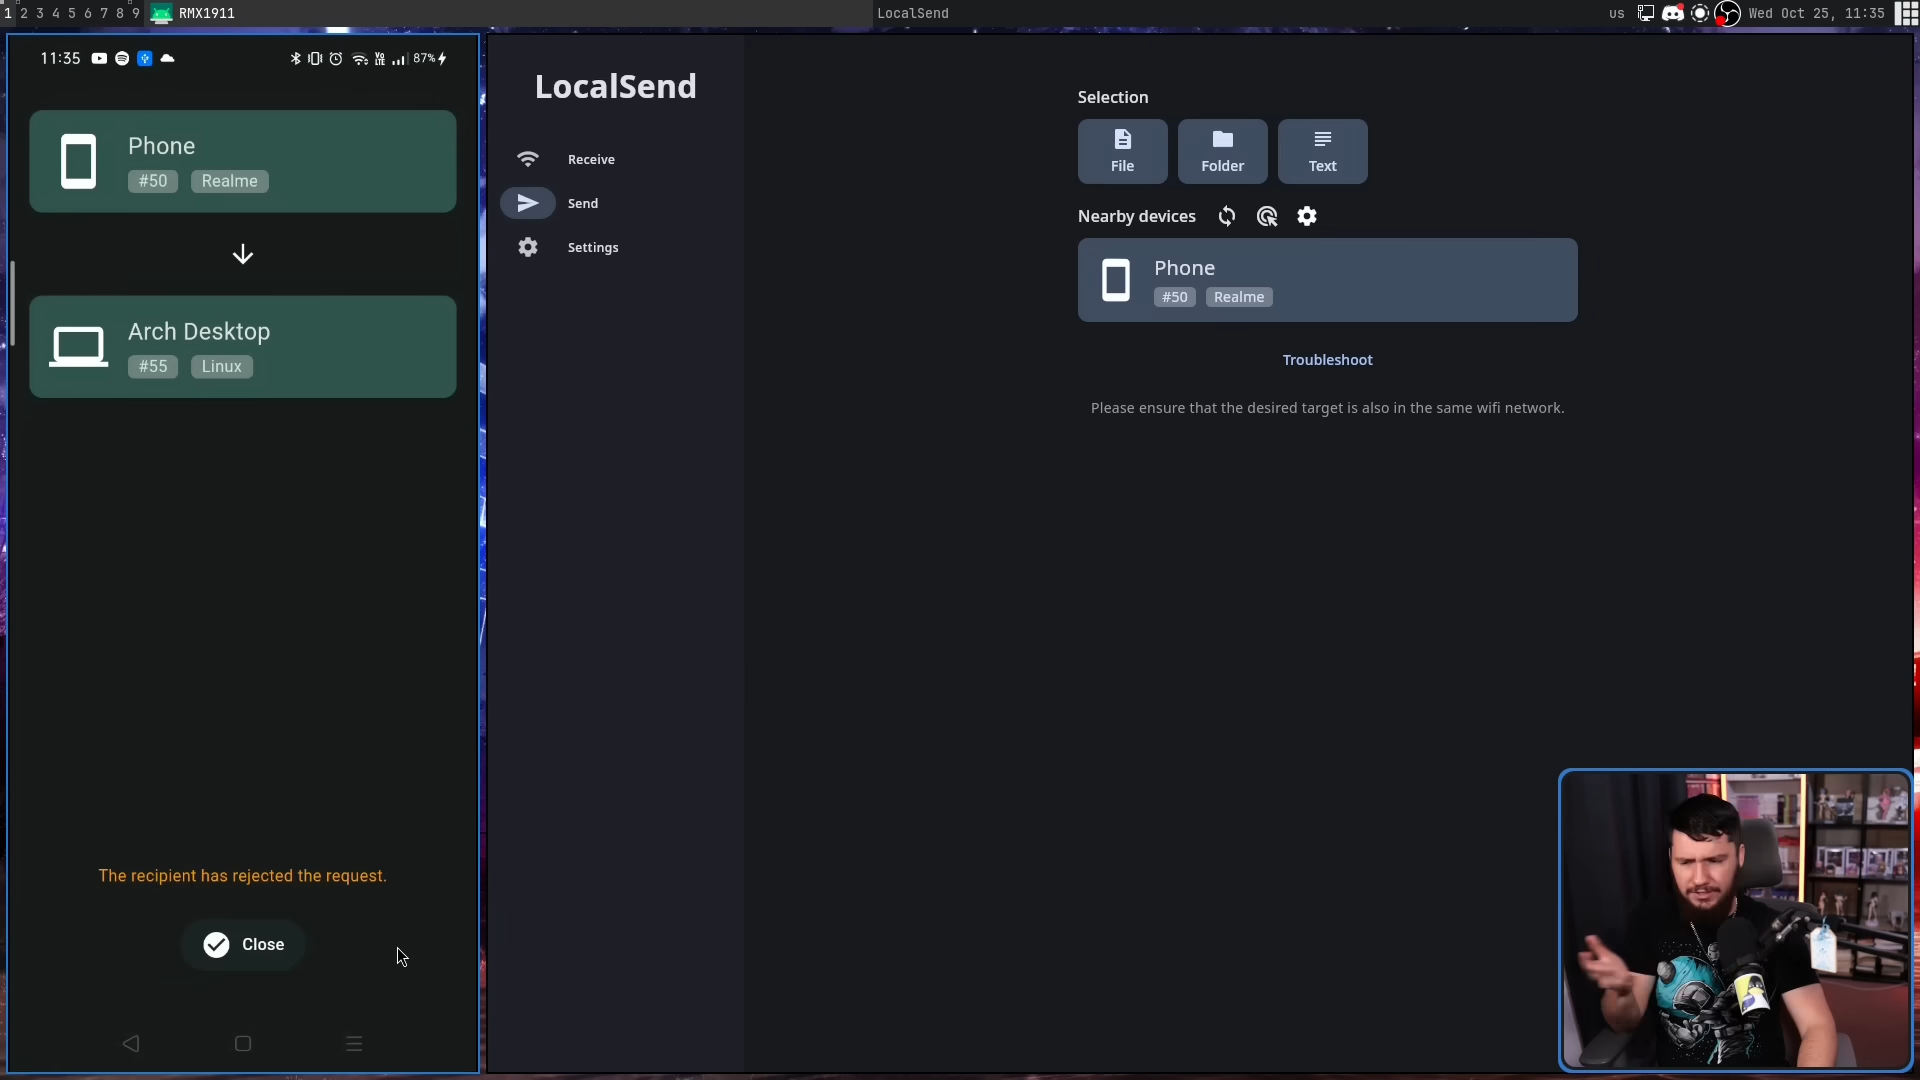 1 2 3 4 5 6 7 8 9 RMX1911
LocalSend
us
Wed Oct 25, 11:35
11:35
87%
Phone
#50 Realme
Arch Desktop
#55 Linux
The recipient has rejected the request.
Close
LocalSend
Receive
Send
Settings
Selection
File Folder Text
Nearby devices
Phone
#50 Realme
Troubleshoot
Please ensure that the desired target is also in the same wifi network.